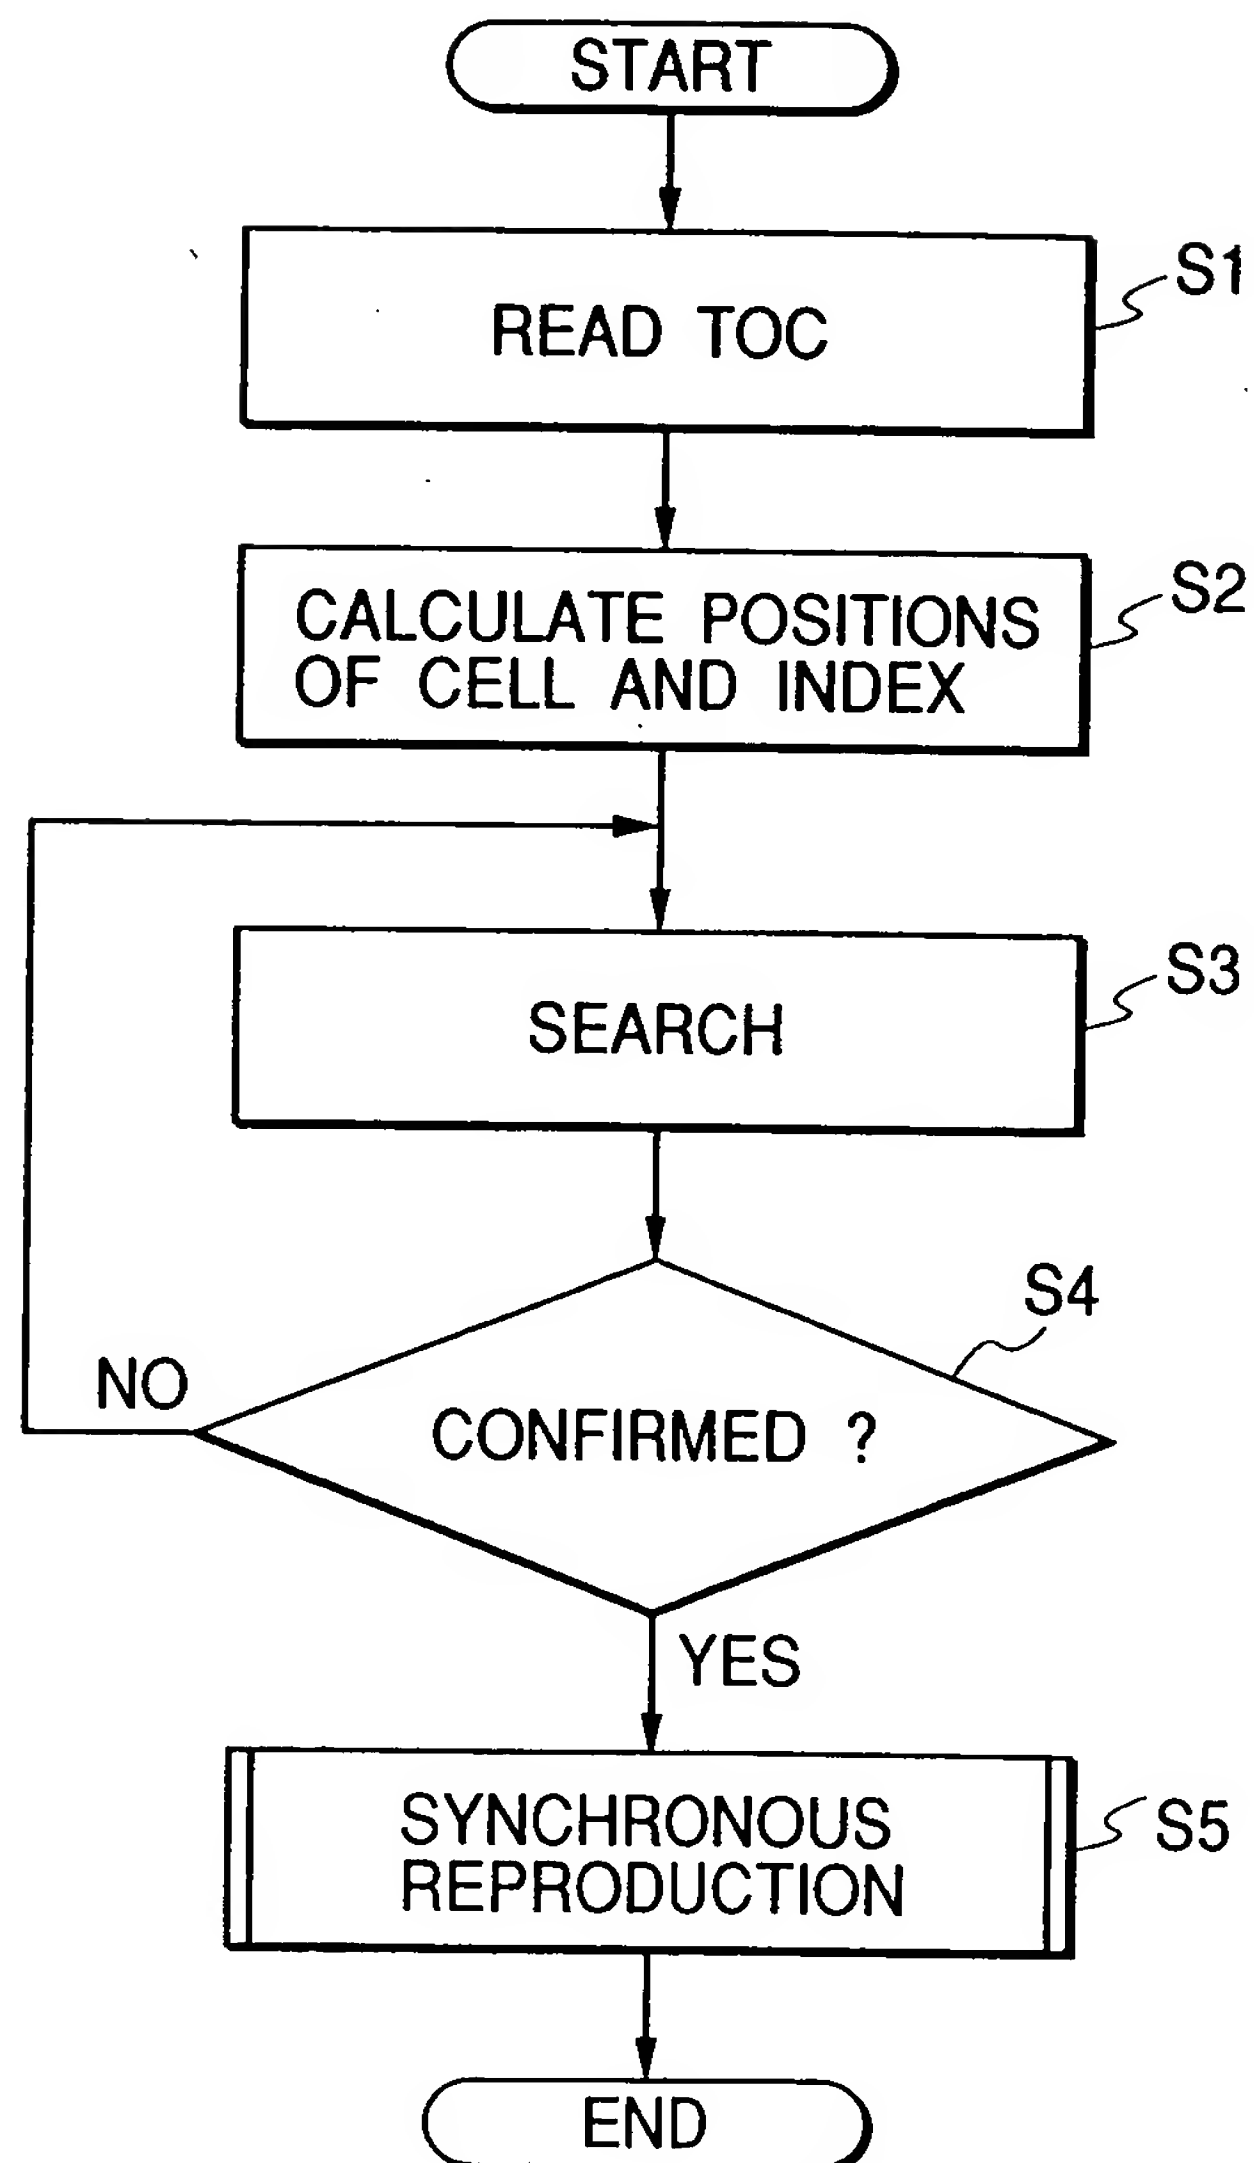 START
READ TOC
S1
CALCULATE POSITIONS
OF CELL AND INDEX
S2
SEARCH
S3
S4
NO
CONFIRMED ?
YES
SYNCHRONOUS
REPRODUCTION
S5
END